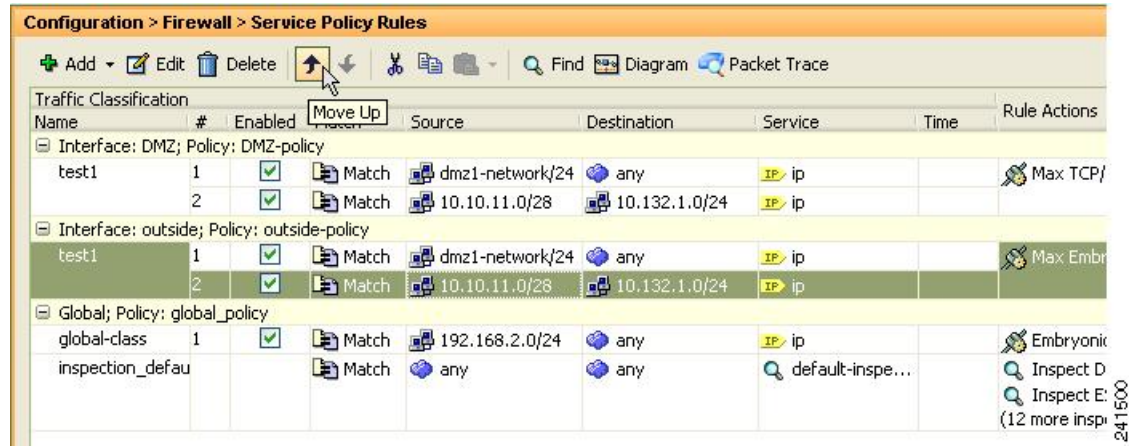 Configuration > Firewall > Service Policy Rules
Add Edit Delete Find Diagram Packet Trace
Move Up
Traffic Classification
Name # Enabled Source Destination Service Time Rule Actions
Interface: DMZ; Policy: DMZ-policy
test1 1 Match dmz1-network/24 any IP ip Max TCP/
2 Match 10.10.11.0/28 10.132.1.0/24 IP ip
Interface: outside; Policy: outside-policy
test1 1 Match dmz1-network/24 any IP ip Max Embr
2 Match 10.10.11.0/28 10.132.1.0/24 IP ip
Global; Policy: global_policy
global-class 1 Match 192.168.2.0/24 any IP ip Embryonic
inspection_defau Match any any default-inspe... Inspect D
Inspect E
(12 more insp
241500